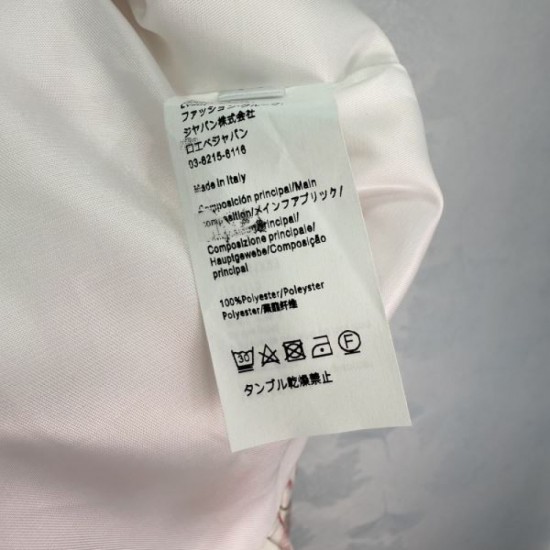 ファッション
ジャパン株式会社
ロエベジャパン
03-6215-6116
Made in Italy
Composición principal/Main
composition/メインファブリック/
Composizione principale/
Hauptgewebe/Composição
principal
100%Polyester/Poleyster
Polyester/聚酯纤维
30
F
タンブル乾燥禁止